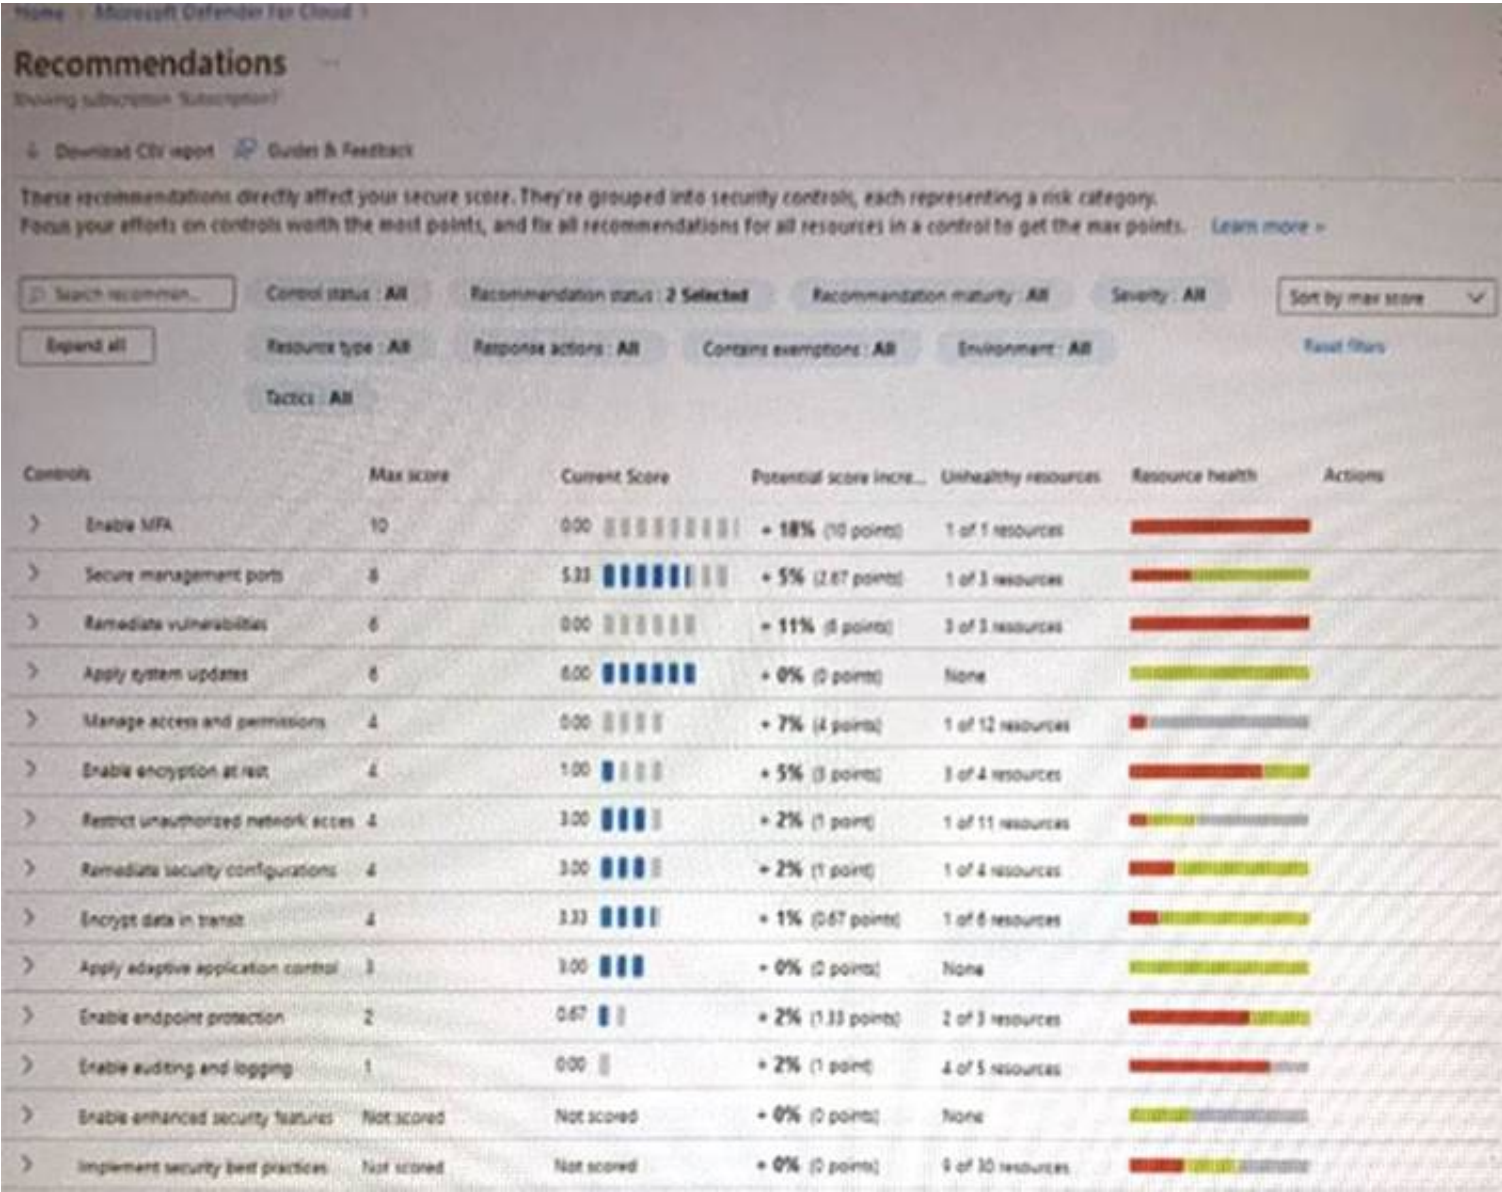 Home > Microsoft Defender for Cloud >
Recommendations ...
Showing subscription 'Subscription1'
Download CSV report Guides & Feedback
These recommendations directly affect your secure score. They're grouped into security controls, each representing a risk category.
Focus your efforts on controls worth the most points, and fix all recommendations for all resources in a control to get the max points. Learn more >
Search recommen... Control status : All Recommendation status : 2 Selected Recommendation maturity : All Severity : All Sort by max score
Expand all Resource type : All Response actions : All Contains exemptions : All Environment : All Reset filters
Tactics : All
Controls Max score Current Score Potential score incre... Unhealthy resources Resource health Actions
Enable MFA 10 0.00 + 18% (10 points) 1 of 1 resources
Secure management ports 8 5.33 + 5% (2.67 points) 1 of 3 resources
Remediate vulnerabilities 6 0.00 + 11% (6 points) 3 of 3 resources
Apply system updates 6 6.00 + 0% (0 points) None
Manage access and permissions 4 0.00 + 7% (4 points) 1 of 12 resources
Enable encryption at rest 4 1.00 + 5% (3 points) 3 of 4 resources
Restrict unauthorized network acces 4 3.00 + 2% (1 point) 1 of 11 resources
Remediate security configurations 4 3.00 + 2% (1 point) 1 of 4 resources
Encrypt data in transit 4 3.33 + 1% (0.67 points) 1 of 6 resources
Apply adaptive application control 3 3.00 + 0% (0 points) None
Enable endpoint protection 2 0.67 + 2% (1.33 points) 2 of 3 resources
Enable auditing and logging 1 0.00 + 2% (1 point) 4 of 5 resources
Enable enhanced security features Not scored Not scored + 0% (0 points) None
Implement security best practices Not scored Not scored + 0% (0 points) 9 of 30 resources